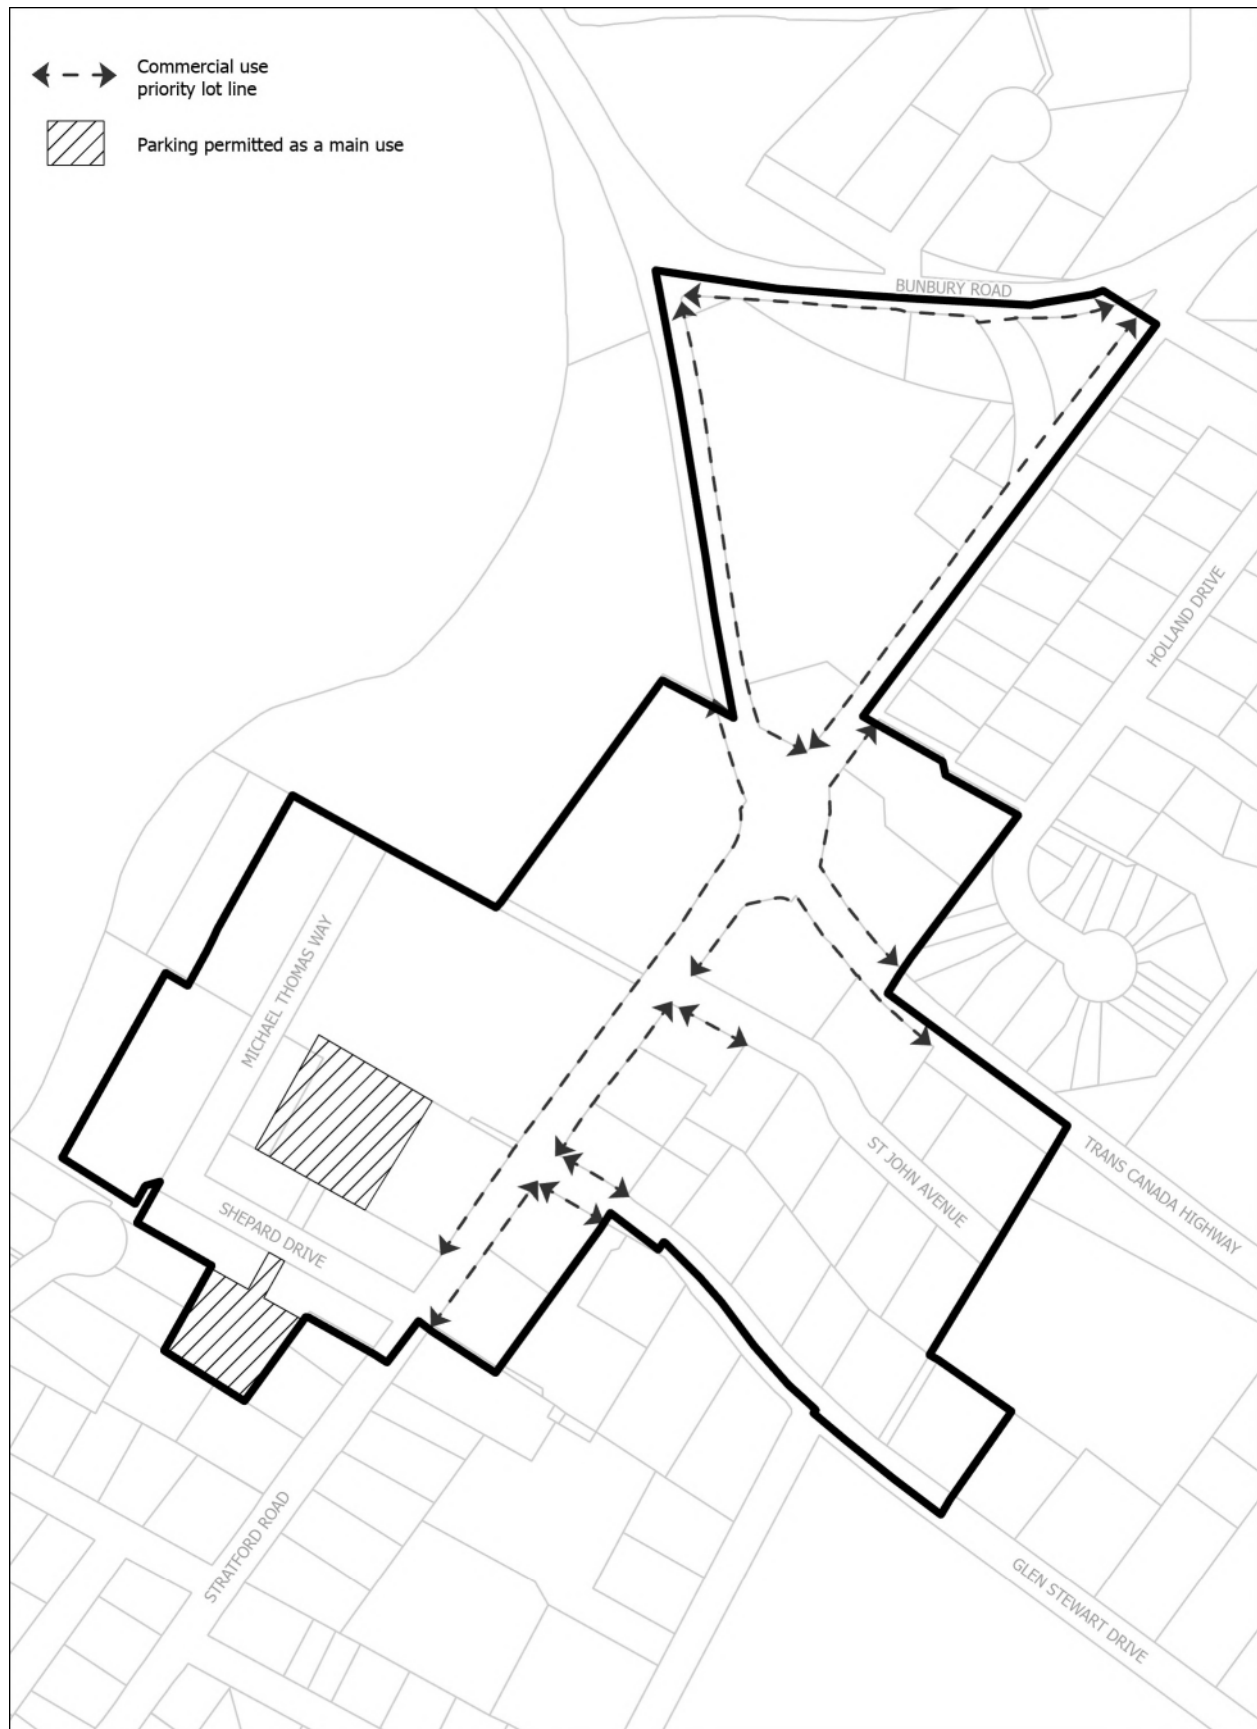 Commercial use
priority lot line
Parking permitted as a main use
BUNBURY ROAD
HOLLAND DRIVE
MICHAEL THOMAS WAY
ST JOHN AVENUE
TRANS CANADA HIGHWAY
SHEPARD DRIVE
STRATFORD ROAD
GLEN STEWART DRIVE